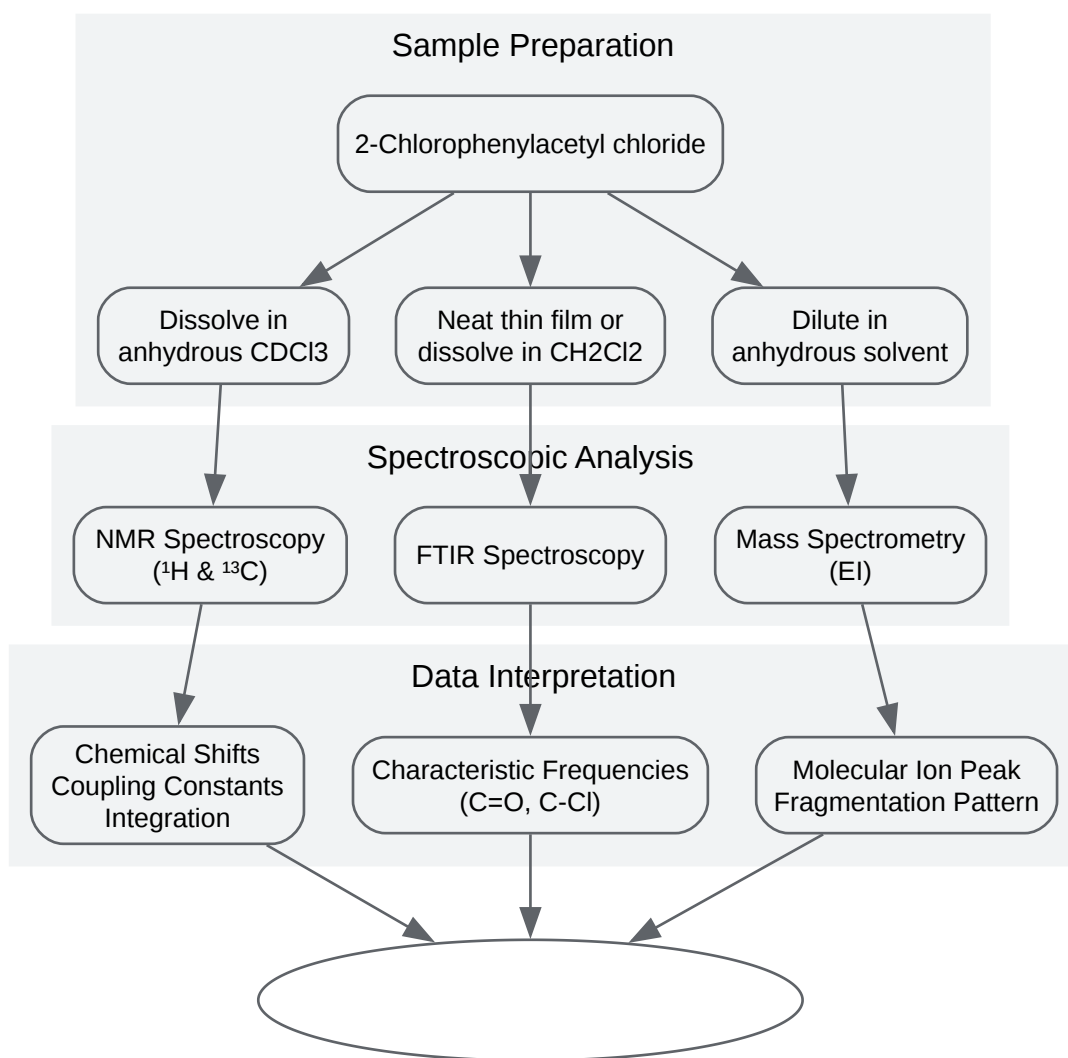 Sample Preparation
2-Chlorophenylacetyl chloride
Dissolve in
anhydrous CDCl3
Neat thin film or
dissolve in CH2Cl2
Dilute in
anhydrous solvent
Spectroscopic Analysis
NMR Spectroscopy
(¹H & ¹³C)
FTIR Spectroscopy
Mass Spectrometry
(EI)
Data Interpretation
Chemical Shifts
Coupling Constants
Integration
Characteristic Frequencies
(C=O, C-Cl)
Molecular Ion Peak
Fragmentation Pattern